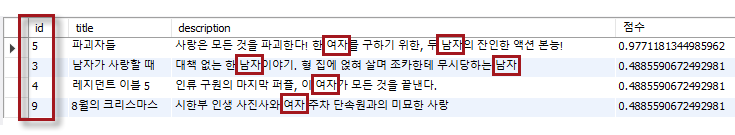 id title description 점수
5 파괴자들 사랑은 모든 것을 파괴한다! 한 여자를 구하기 위한, 두 남자의 잔인한 액션 본능! 0.9771181344985962
3 남자가 사랑할 때 대책 없는 한 남자이야기. 형 집에 얹혀 살며 조카한테 무시당하는 남자 0.4885590672492981
4 레지던트 이블 5 인류 구원의 마지막 퍼플, 이 여자가 모든 것을 끝낸다. 0.4885590672492981
9 8월의 크리스마스 시한부 인생 사진사와 여자 주차 단속원과의 미묘한 사랑 0.4885590672492981